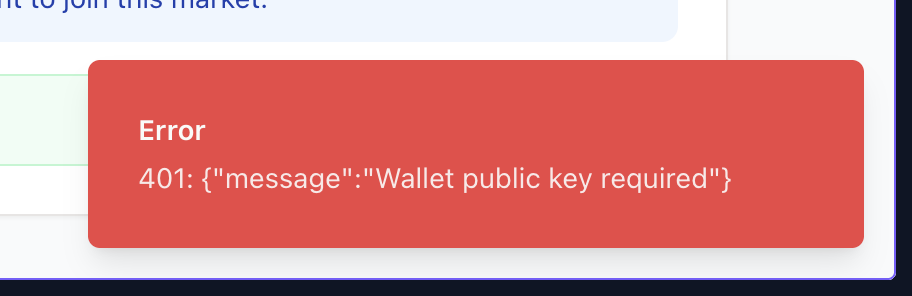 nt to join this market.
Error
401: {"message":"Wallet public key required"}